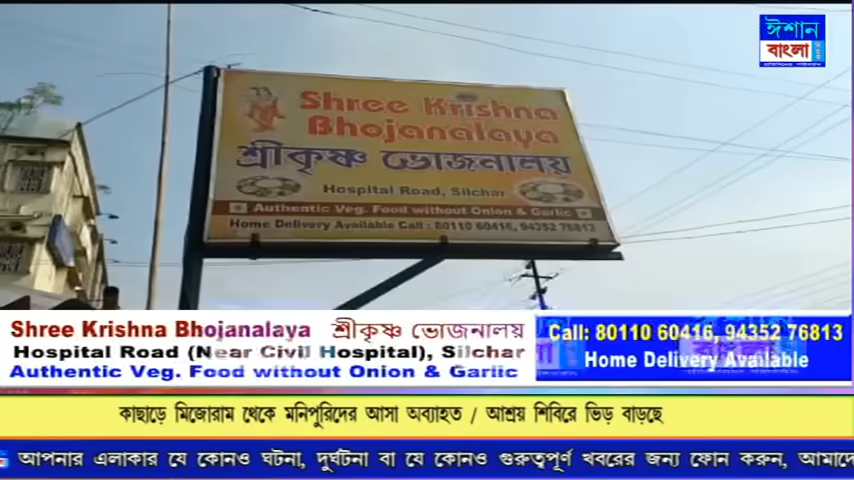 ঈশান
বাংলা
Shree Krishna
Bhojanalaya
শ্রীকৃষ্ণ ভোজনালয়
Hospital Road, Silchar
Authentic Veg. Food without Onion & Garlic
Home Delivery Available Call : 80110 60416, 94352 76813
Shree Krishna Bhojanalaya শ্রীকৃষ্ণ ভোজনালয়
Hospital Road (Near Civil Hospital), Silchar
Authentic Veg. Food without Onion & Garlic
Call: 80110 60416, 94352 76813
Home Delivery Available
কাছাড়ে মিজোরাম থেকে মনিপুরিদের আসা অব্যাহত / আশ্রয় শিবিরে ভিড় বাড়ছে
আপনার এলাকার যে কোনও ঘটনা, দুর্ঘটনা বা যে কোনও গুরুত্বপূর্ণ খবরের জন্য ফোন করুন, আমাদে